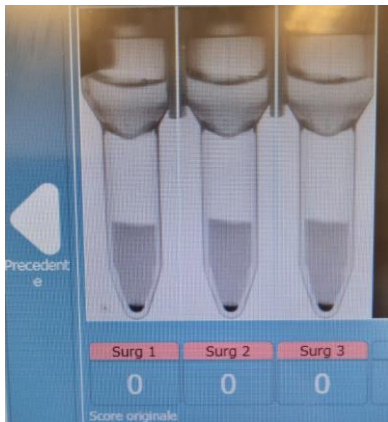 Precedent
e
Surg 1
Surg 2
Surg 3
0
0
0
Score originale